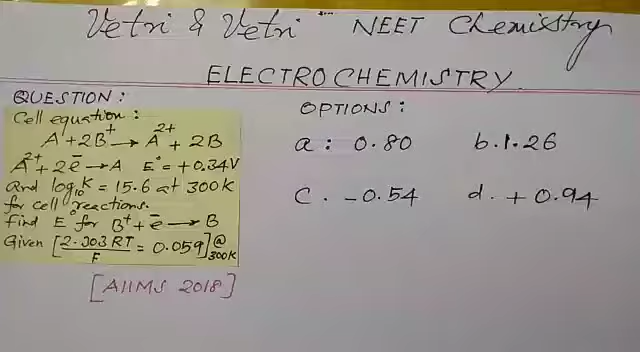 Vetri & Vetri NEET Chemistry
ELECTROCHEMISTRY
QUESTION:
Cell equation:
A + 2B⁺ → A²⁺ + 2B
A²⁺ + 2ē → A E° = +0.34V
and log₁₀K = 15.6 at 300K
for cell reactions.
find E for B⁺ + ē → B
Given [2.303 RT/F = 0.059]@300K
[AIIMS 2018]
OPTIONS:
a: 0.80 b. 1.26
C. -0.54 d. +0.94